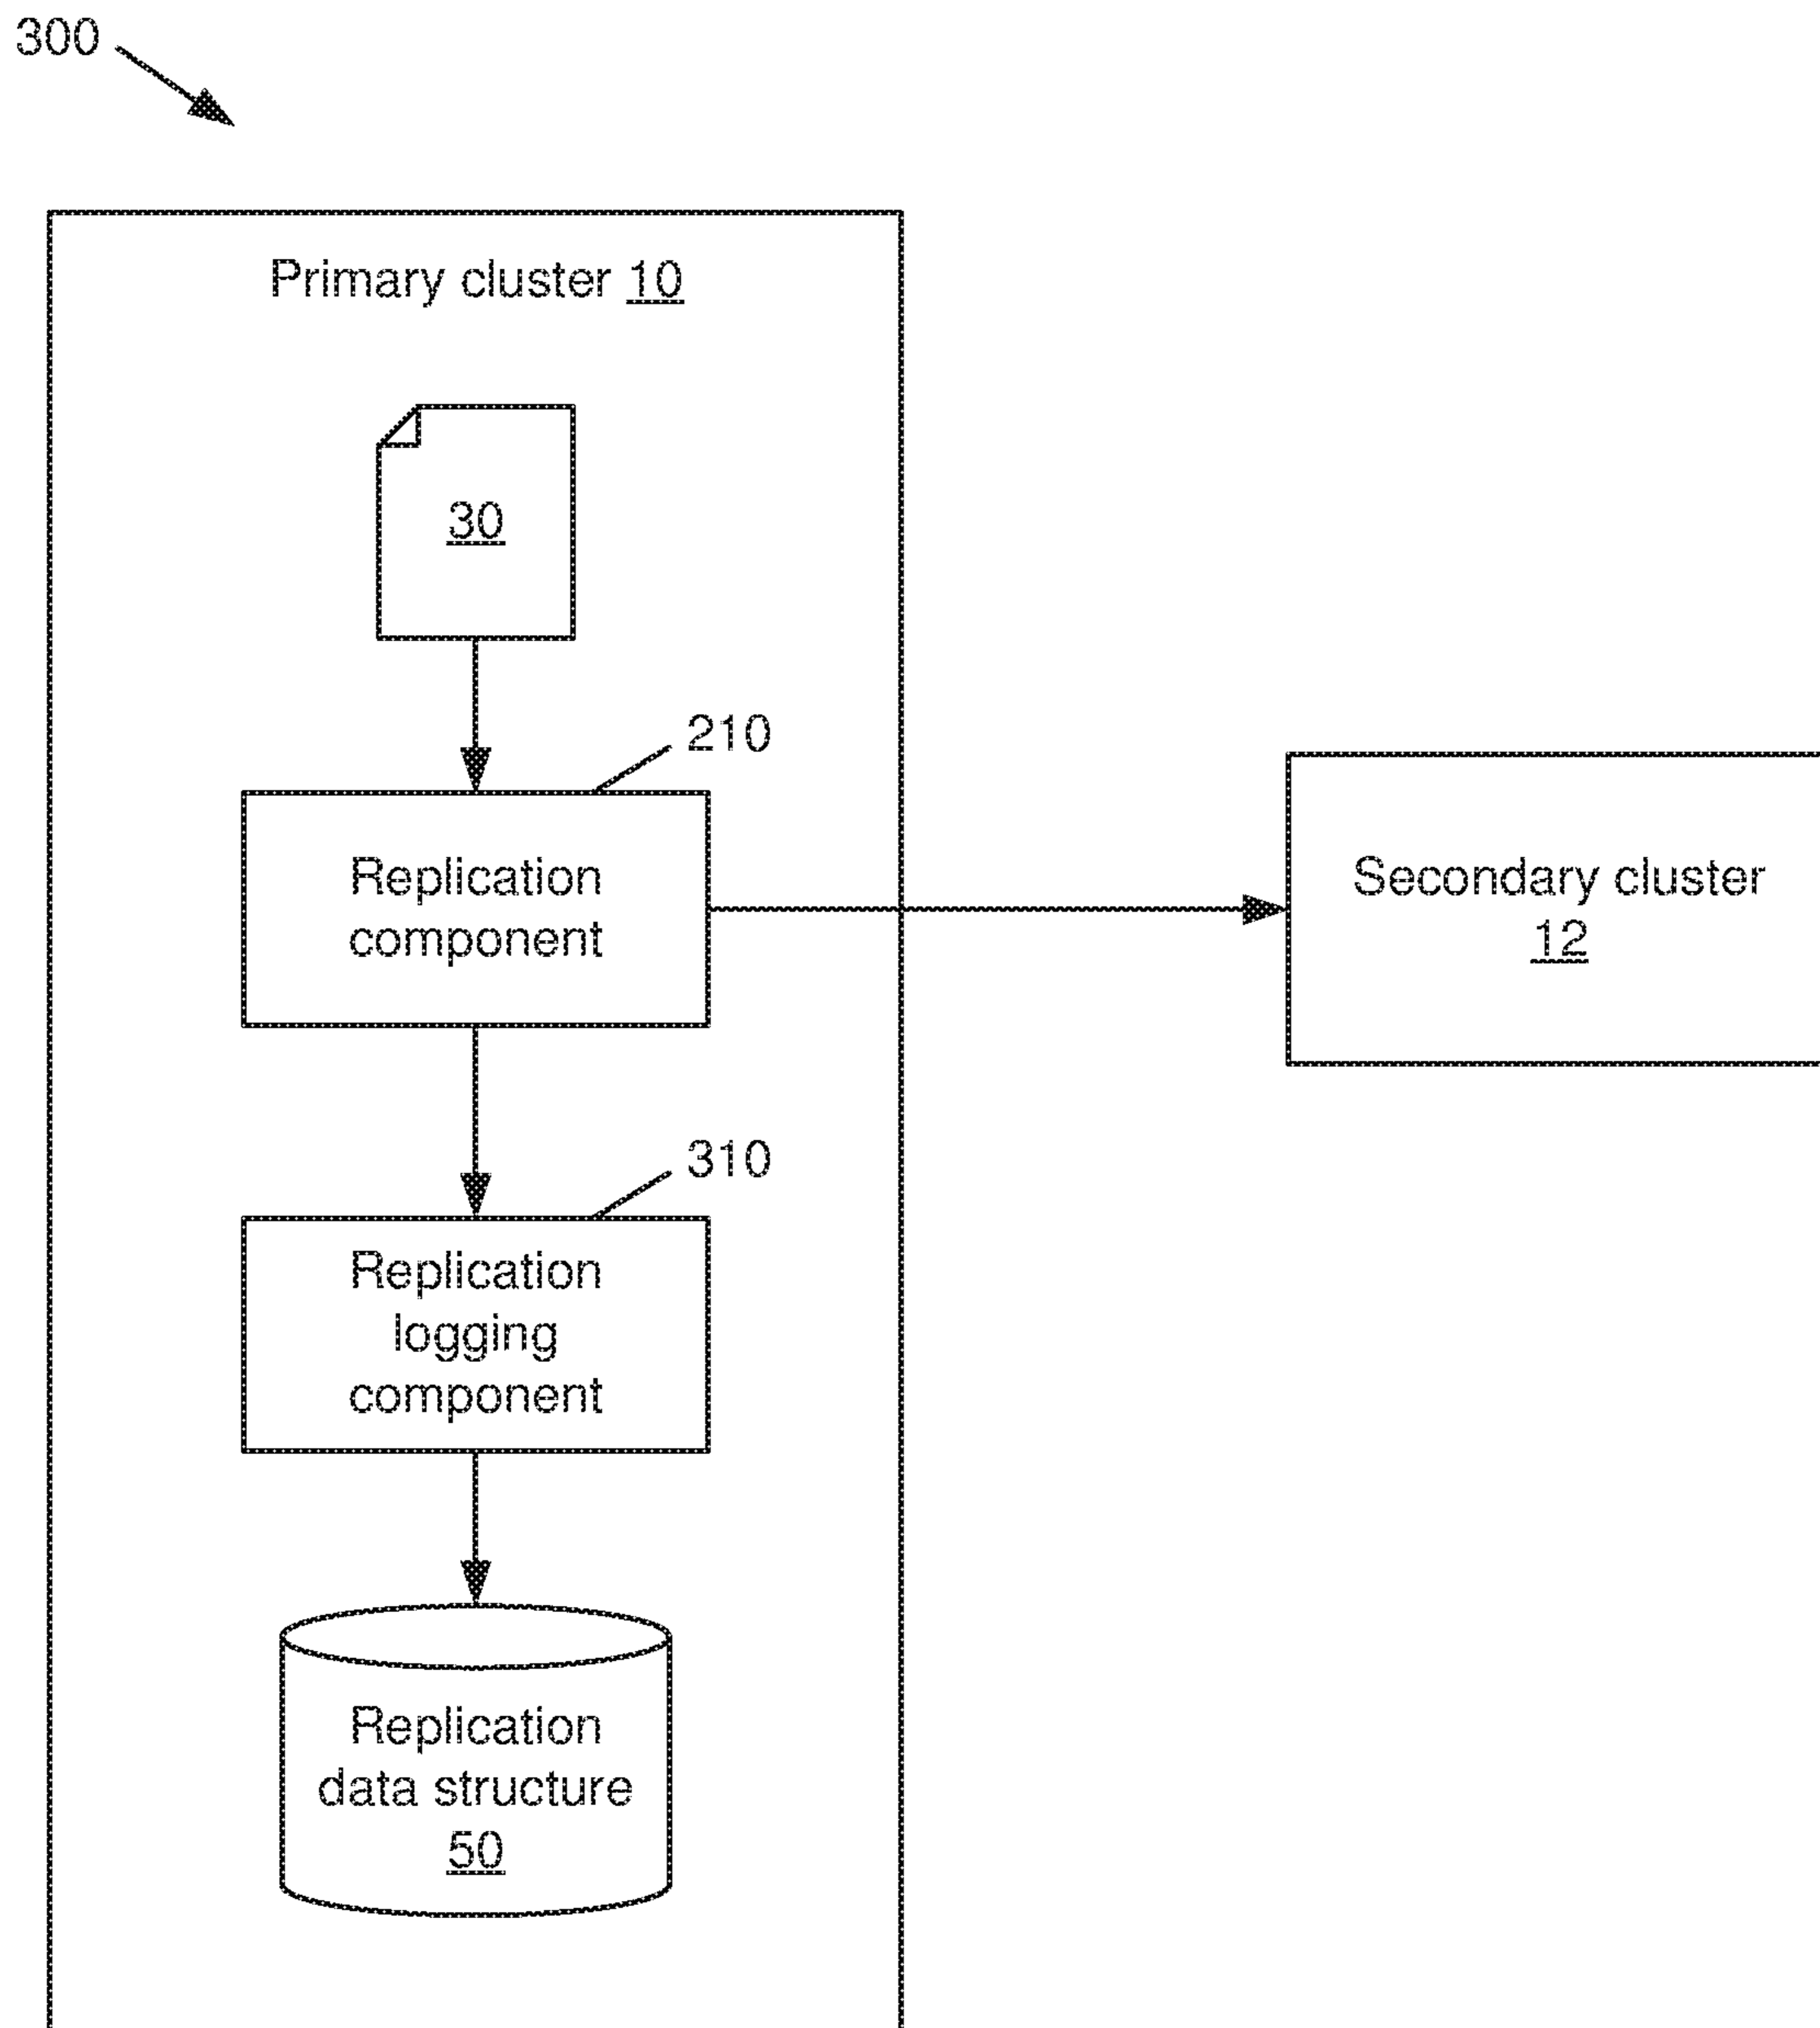 300
Primary cluster 10
30
210
Replication
component
Secondary cluster
12
310
Replication
logging
component
Replication
data structure
50